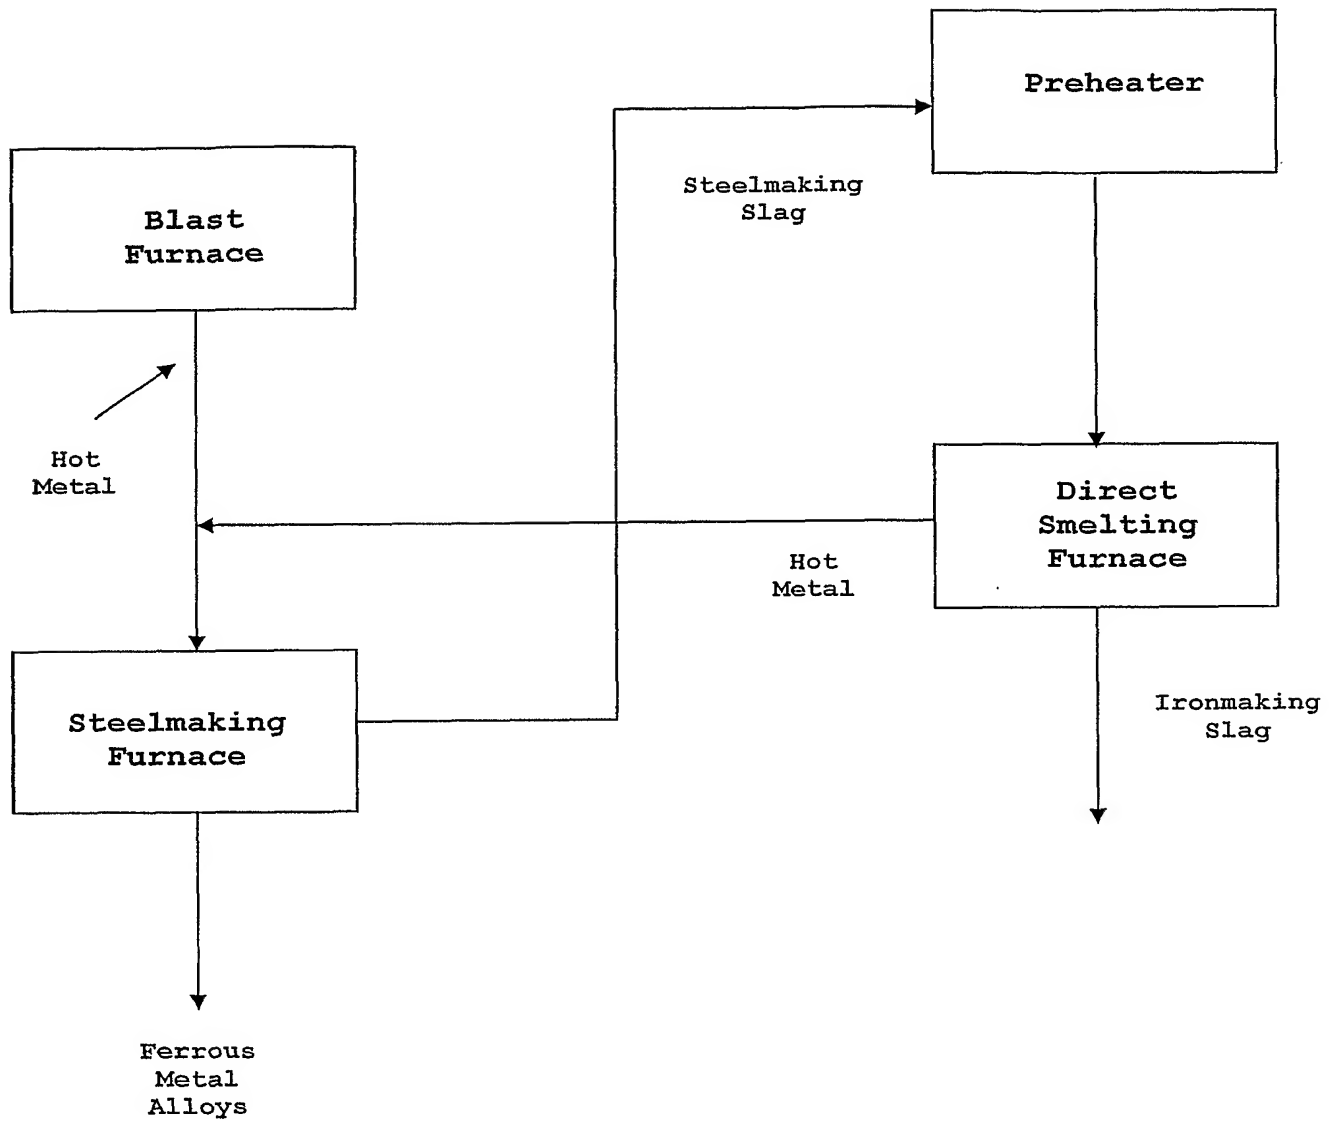 Preheater
Steelmaking
Slag
Blast
Furnace
Hot
Metal
Direct
Smelting
Furnace
Hot
Metal
Steelmaking
Furnace
Ironmaking
Slag
Ferrous
Metal
Alloys